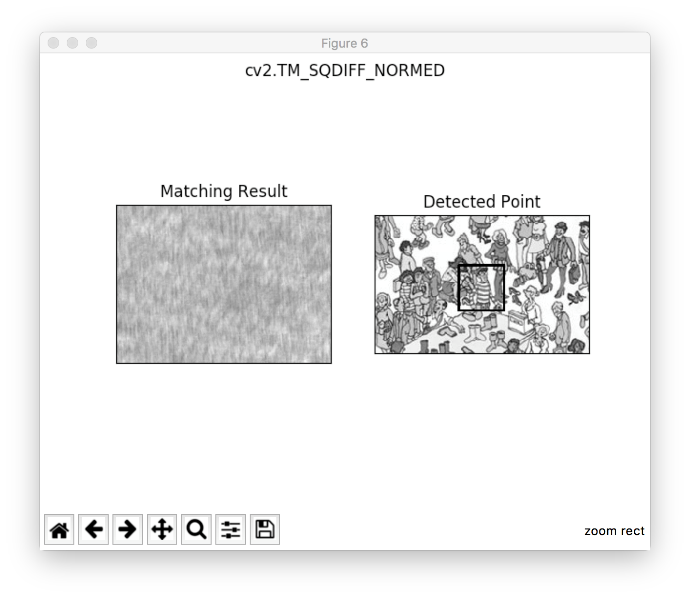 Figure 6
cv2.TM_SQDIFF_NORMED
Matching Result
Detected Point
zoom rect